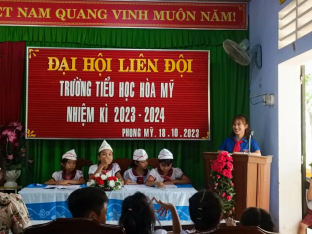 ỆT NAM QUANG VINH MUÔN NĂM.
ĐẠI HỘI LIÊN ĐỘI
TRƯỜNG TIỂU HỌC HÒA MỸ
NHIỆM KÌ 2023 - 2024
PHONG MỸ, 18.10.2023